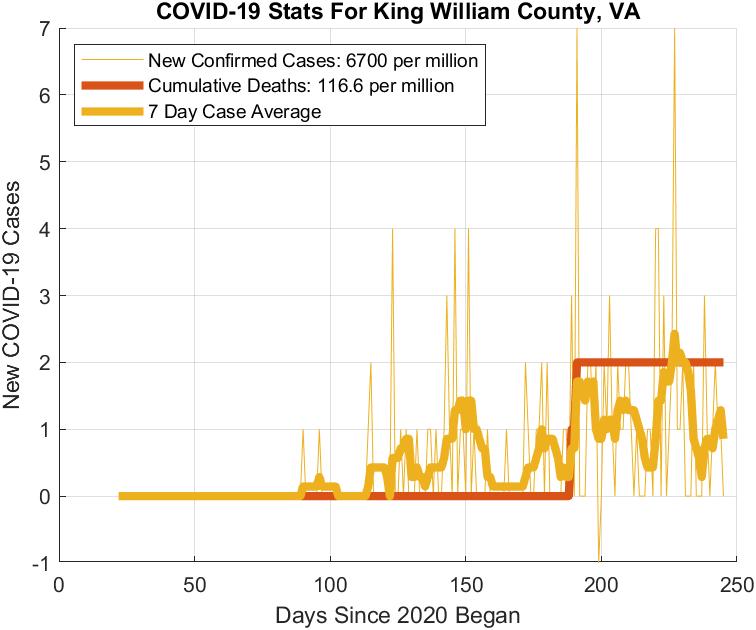 COVID-19 Stats For King William County, VA
New Confirmed Cases: 6700 per million
Cumulative Deaths: 116.6 per million
7 Day Case Average
New COVID-19 Cases
7
6
5
4
3
2
1
0
-1
0 50 100 150 200 250
Days Since 2020 Began